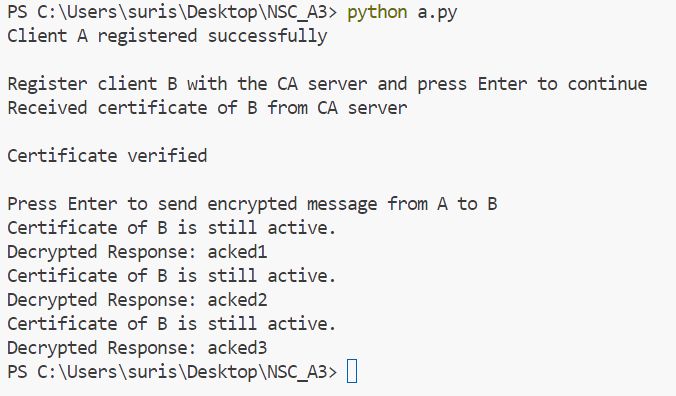 PS C:\Users\suris\Desktop\NSC_A3> python a.py
Client A registered successfully
Register client B with the CA server and press Enter to continue
Received certificate of B from CA server
Certificate verified
Press Enter to send encrypted message from A to B
Certificate of B is still active.
Decrypted Response: acked1
Certificate of B is still active.
Decrypted Response: acked2
Certificate of B is still active.
Decrypted Response: acked3
PS C:\Users\suris\Desktop\NSC_A3>